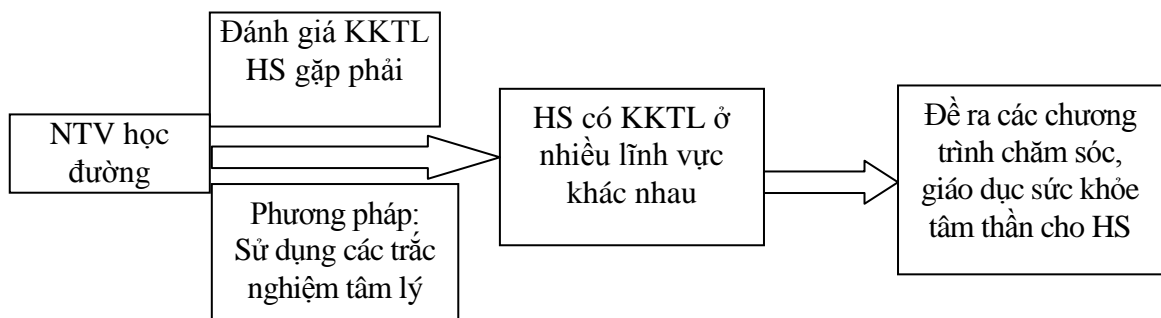 Đánh giá KKTL
HS gặp phải
NTV học
đường
Phương pháp:
Sử dụng các trắc
nghiệm tâm lý
HS có KKTL ở
nhiều lĩnh vực
khác nhau
Đề ra các chương
trình chăm sóc,
giáo dục sức khỏe
tâm thần cho HS